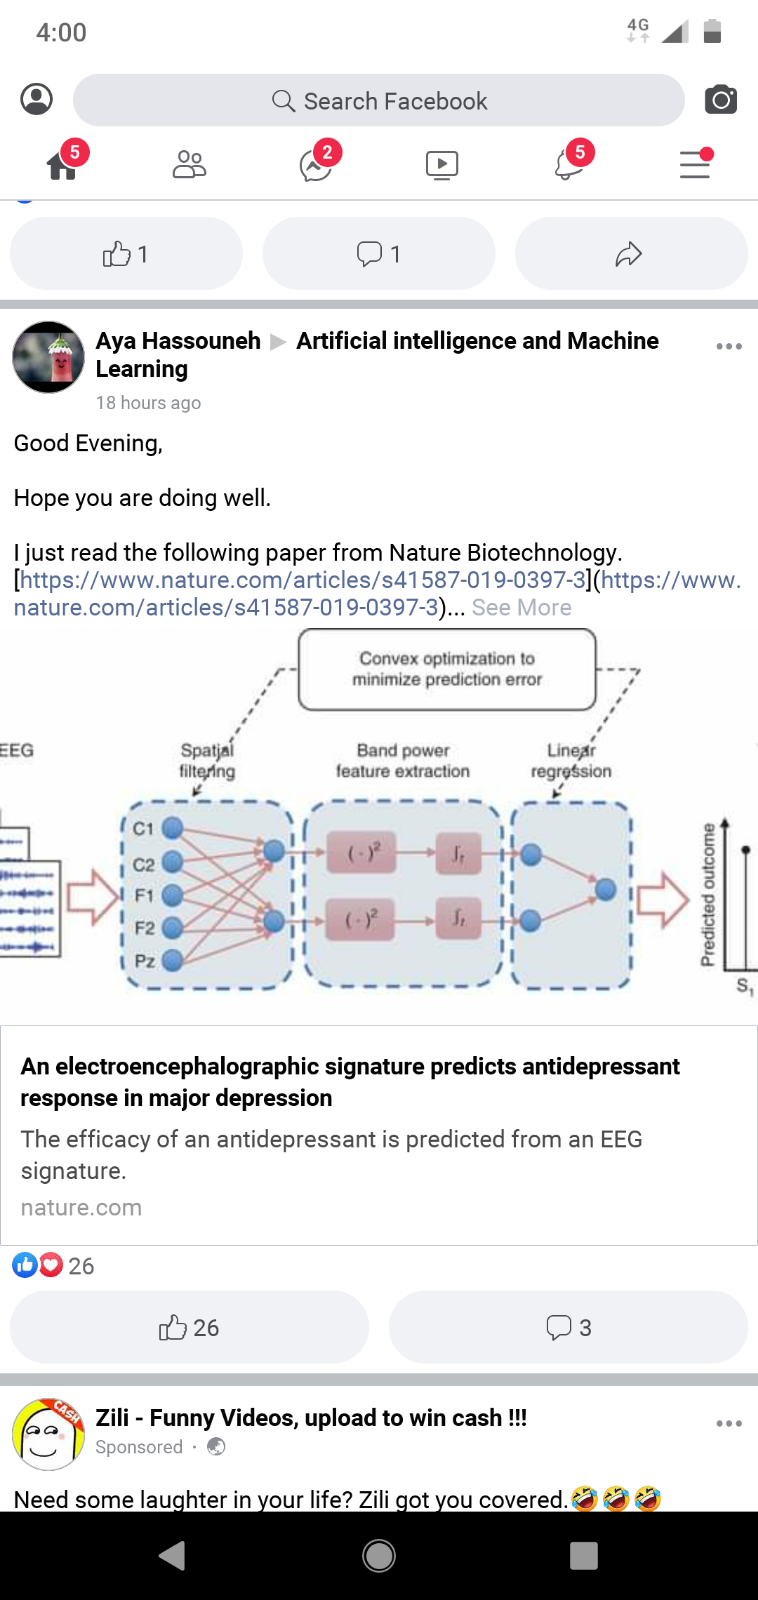 4:00
4G
Search Facebook
5
2
5
1
1
Aya Hassouneh ▶ Artificial intelligence and Machine
Learning
18 hours ago
Good Evening,
Hope you are doing well.
I just read the following paper from Nature Biotechnology.
[https://www.nature.com/articles/s41587-019-0397-3](https://www.
nature.com/articles/s41587-019-0397-3)... See More
Convex optimization to
minimize prediction error
EEG
Spatial
filtering
Band power
feature extraction
Linear
regression
C1
C2
F1
F2
Pz
(·)²
∫t
(·)²
∫t
Predicted outcome
S₁
An electroencephalographic signature predicts antidepressant
response in major depression
The efficacy of an antidepressant is predicted from an EEG
signature.
nature.com
26
26
3
CASH
Zili - Funny Videos, upload to win cash !!!
Sponsored ·
Need some laughter in your life? Zili got you covered.🤣🤣🤣